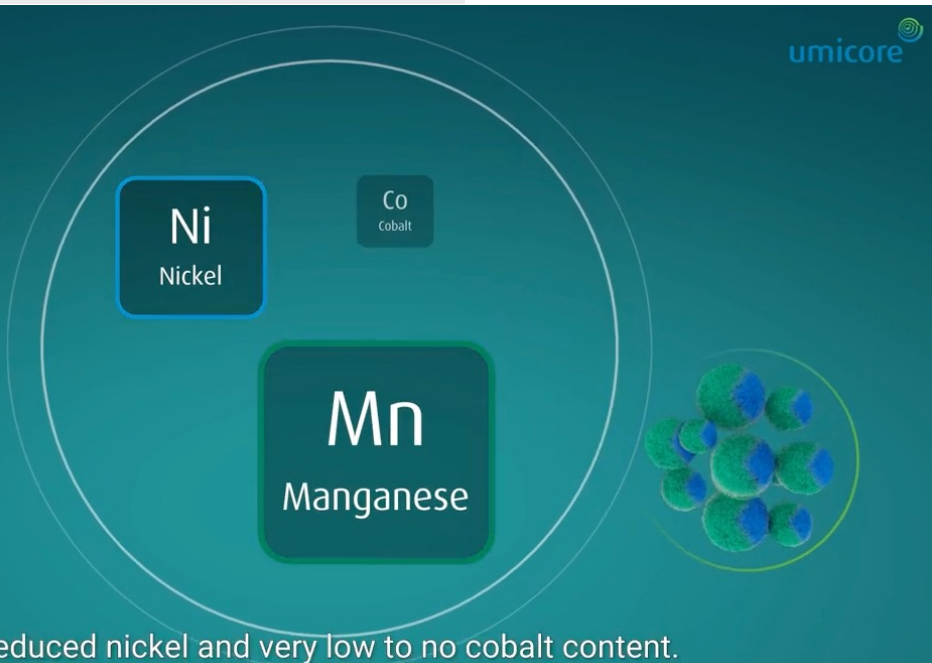 umicore
Ni
Nickel
Co
Cobalt
Mn
Manganese
educed nickel and very low to no cobalt content.